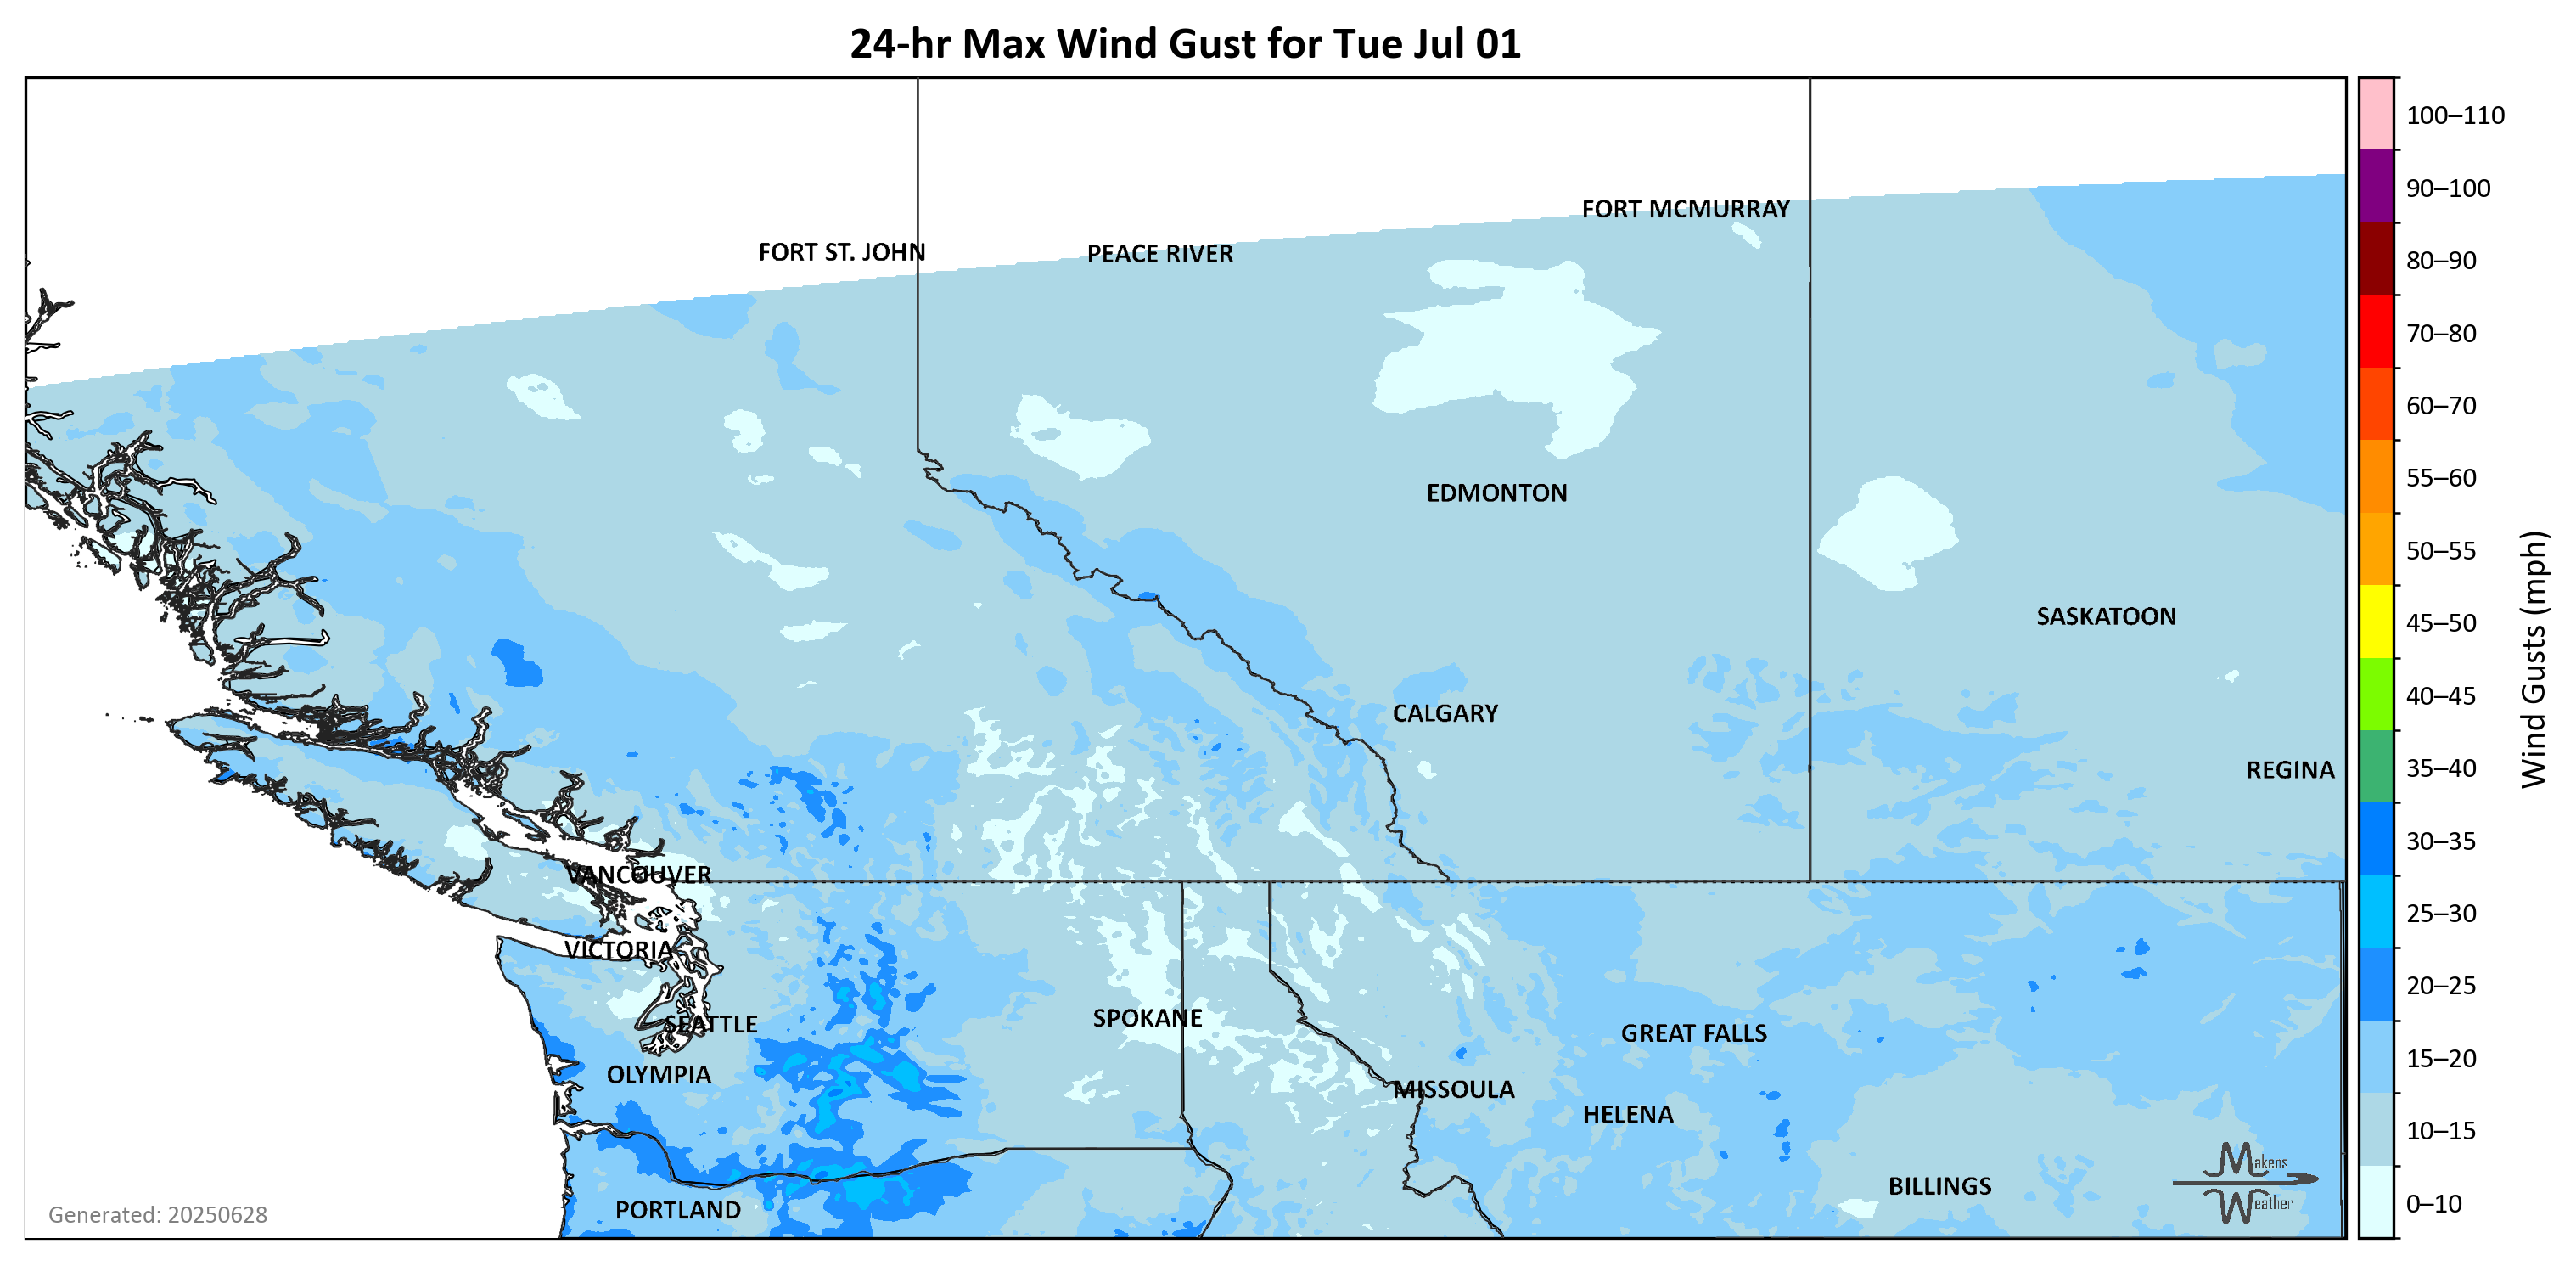 24-hr Max Wind Gust for Tue Jul 01
FORT MCMURRAY
FORT ST. JOHN
PEACE RIVER
EDMONTON
SASKATOON
CALGARY
REGINA
VANCOUVER
VICTORIA
SEATTLE
SPOKANE
GREAT FALLS
OLYMPIA
MISSOULA
HELENA
BILLINGS
PORTLAND
Makens
Weather
Generated: 20250628
100–110
90–100
80–90
70–80
60–70
55–60
50–55
45–50
40–45
35–40
30–35
25–30
20–25
15–20
10–15
0–10
Wind Gusts (mph)